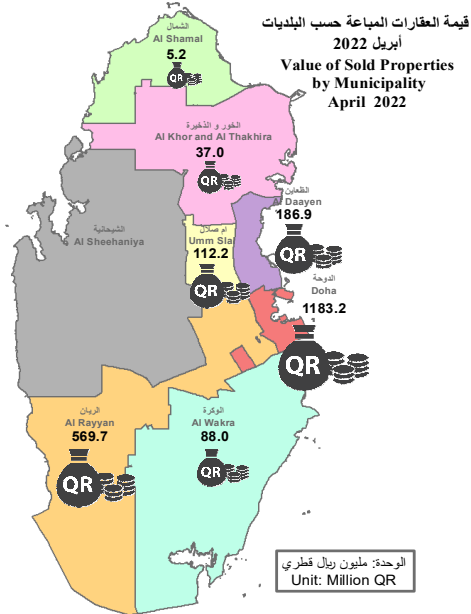 قيمة العقارات المباعة حسب البلديات
أبريل 2022
Value of Sold Properties
by Municipality
April 2022
الشمال
Al Shamal
5.2
QR
الخور و الذخيرة
Al Khor and Al Thakhira
37.0
QR
الظعاين
Al Daayen
186.9
QR
الشيحانية
Al Sheehaniya
ام صلال
Umm Slal
112.2
QR
الدوحة
Doha
1183.2
QR
الريان
Al Rayyan
569.7
QR
الوكرة
Al Wakra
88.0
QR
الوحدة: مليون ريال قطري
Unit: Million QR